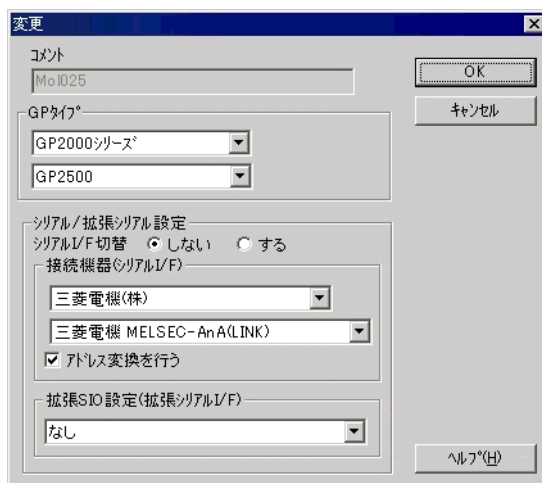 変更
コメント
Mol025
OK
キャンセル
GPﾀｲﾌﾟ
GP2000ｼﾘｰｽﾞ
GP2500
ｼﾘｱﾙ/拡張ｼﾘｱﾙ設定
ｼﾘｱﾙI/F切替 しない する
接続機器(ｼﾘｱﾙI/F)
三菱電機(株)
三菱電機 MELSEC-AnA(LINK)
ｱﾄﾞﾚｽ変換を行う
拡張SIO設定(拡張ｼﾘｱﾙI/F)
なし
ﾍﾙﾌﾟ(H)